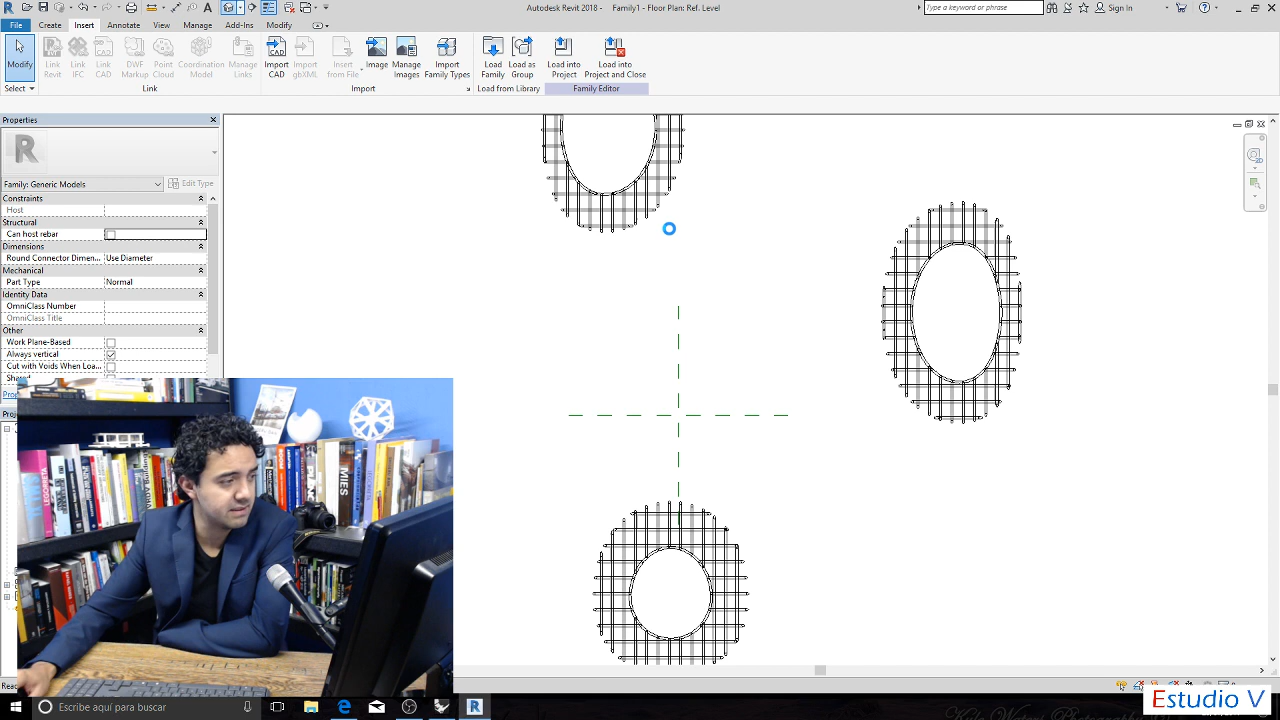 Autodesk Revit 2018 -    Family1 - Floor Plan: Ref. Level
Type a keyword or phrase
Sign In
File
Create
Insert
Annotate
View
Manage
Add-Ins
Modify
Modify
Link Revit
Link IFC
Link CAD
DWF Markup
Point Cloud
Coordination Model
Manage Links
Import CAD
Import gbXML
Insert from File
Image
Manage Images
Import Family Types
Load Family
Load as Group
Load into Project
Load into Project and Close
Select
Link
Import
Load from Library
Family Editor
Properties
Family: Generic Models
Edit Type
Constraints
Host
Structural
Can host rebar
Dimensions
Round Connector Dimen...
Use Diameter
Mechanical
Part Type
Normal
Identity Data
OmniClass Number
OmniClass Title
Other
Work Plane-Based
Always vertical
Cut with Voids When Loa...
MIES
Estudio V
Escribe aquí para buscar